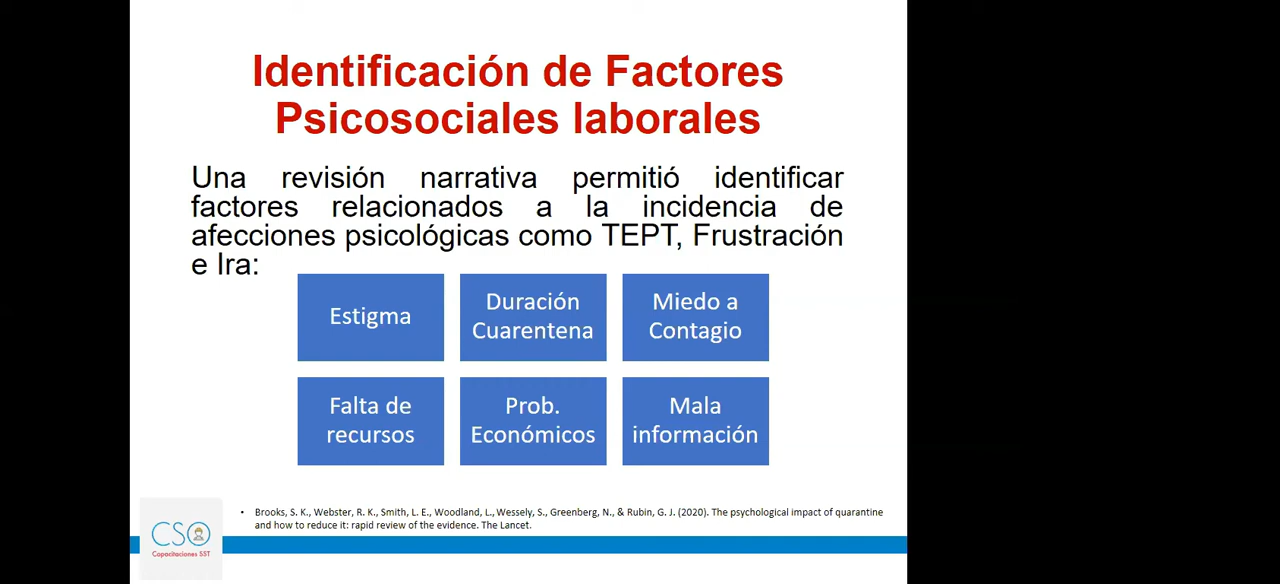 Identificación de Factores
Psicosociales laborales
Una revisión narrativa permitió identificar
factores relacionados a la incidencia de
afecciones psicológicas como TEPT, Frustración
e Ira:
Estigma
Duración
Cuarentena
Miedo a
Contagio
Falta de
recursos
Prob.
Económicos
Mala
información
• Brooks, S. K., Webster, R. K., Smith, L. E., Woodland, L., Wessely, S., Greenberg, N., & Rubin, G. J. (2020). The psychological impact of quarantine
and how to reduce it: rapid review of the evidence. The Lancet.
CSO
Capacitaciones SST